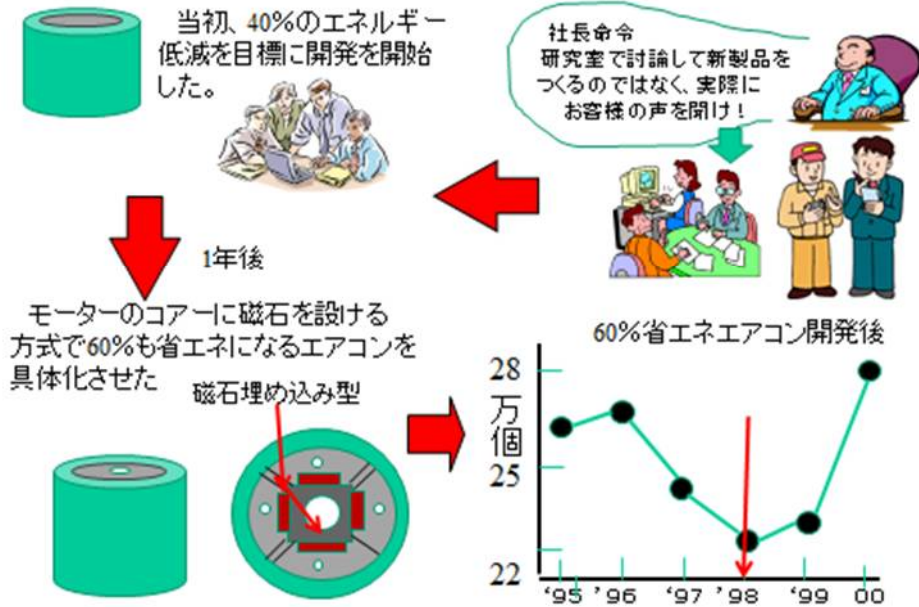 当初、40%のエネルギー
低減を目標に開発を開始
した。
社長命令
研究室で討論して新製品を
つくるのではなく、実際に
お客様の声を聞け！
1年後
モーターのコアーに磁石を設ける
方式で60%も省エネになるエアコンを
具体化させた
磁石埋め込み型
60%省エネエアコン開発後
28
万
個
25
22
‘95 ’96 ‘97 ’98 ‘99 00